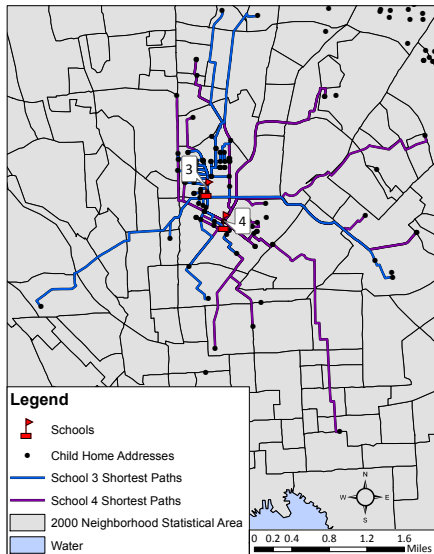 3
4
Legend
Schools
Child Home Addresses
School 3 Shortest Paths
School 4 Shortest Paths
2000 Neighborhood Statistical Area
Water
N
W E
S
0 0.2 0.4 0.8 1.2 1.6
Miles